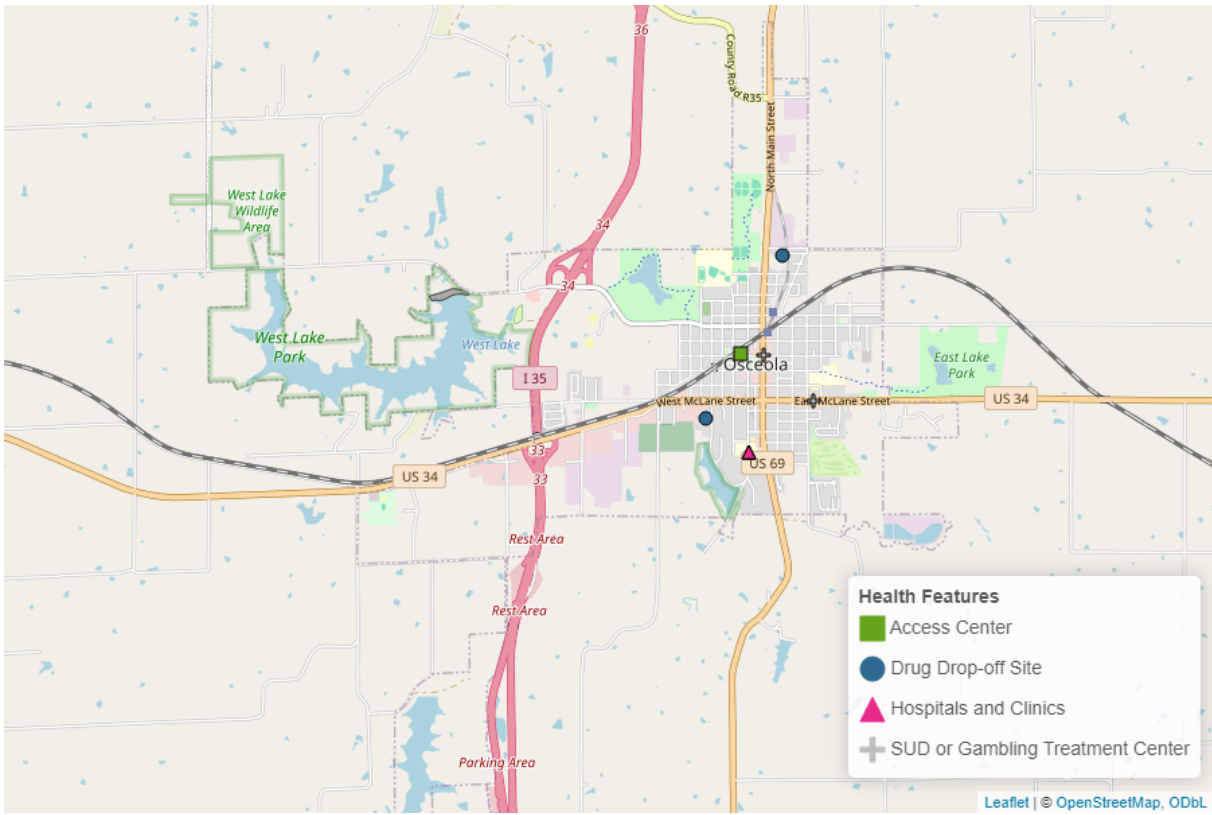 36
County Road R35
North Main Street
West Lake
Wildlife
Area
34
34
West Lake
Park
West Lake
I 35
Osceola
East Lake
Park
West McLane Street
East McLane Street
US 34
33
US 69
US 34
33
Rest Area
Rest Area
Parking Area
Health Features
Access Center
Drug Drop-off Site
Hospitals and Clinics
SUD or Gambling Treatment Center
Leaflet | © OpenStreetMap, ODbL